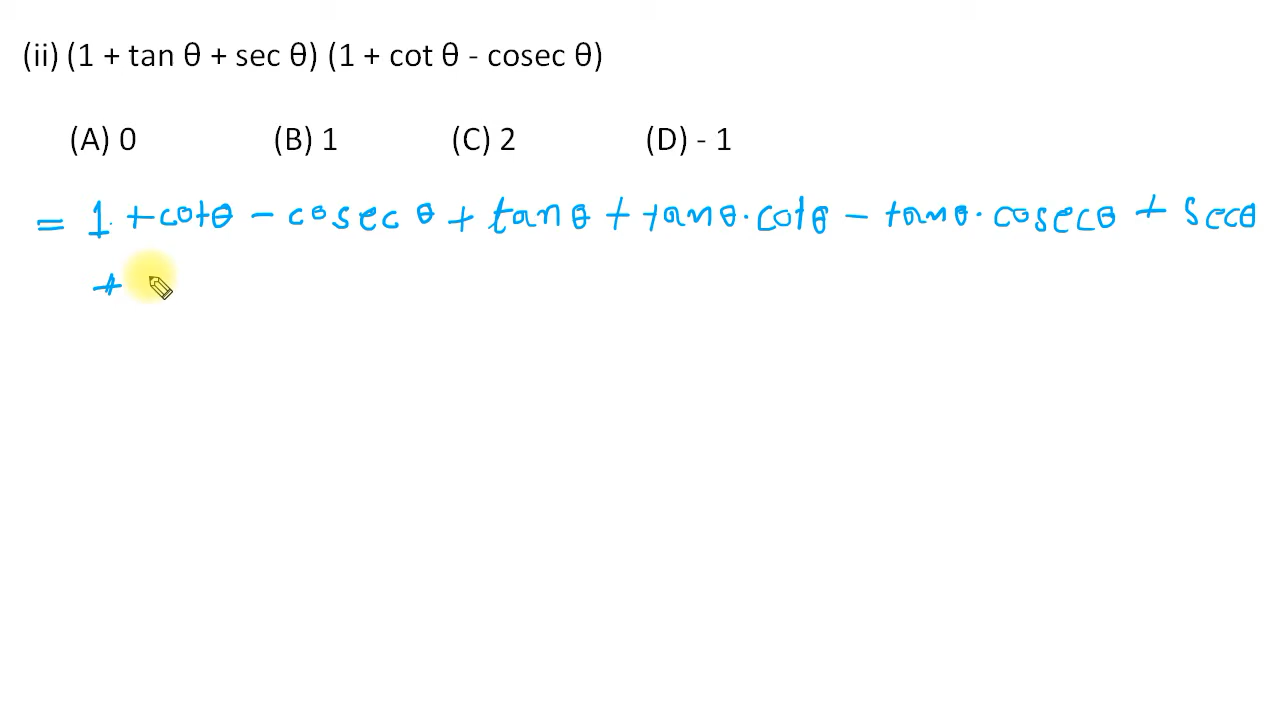 (ii) (1 + tan θ + sec θ) (1 + cot θ - cosec θ)
(A) 0 (B) 1 (C) 2 (D) - 1
= 1 + cotθ - cosec θ + tan θ + tanθ.cotθ - tanθ.cosecθ + secθ
+